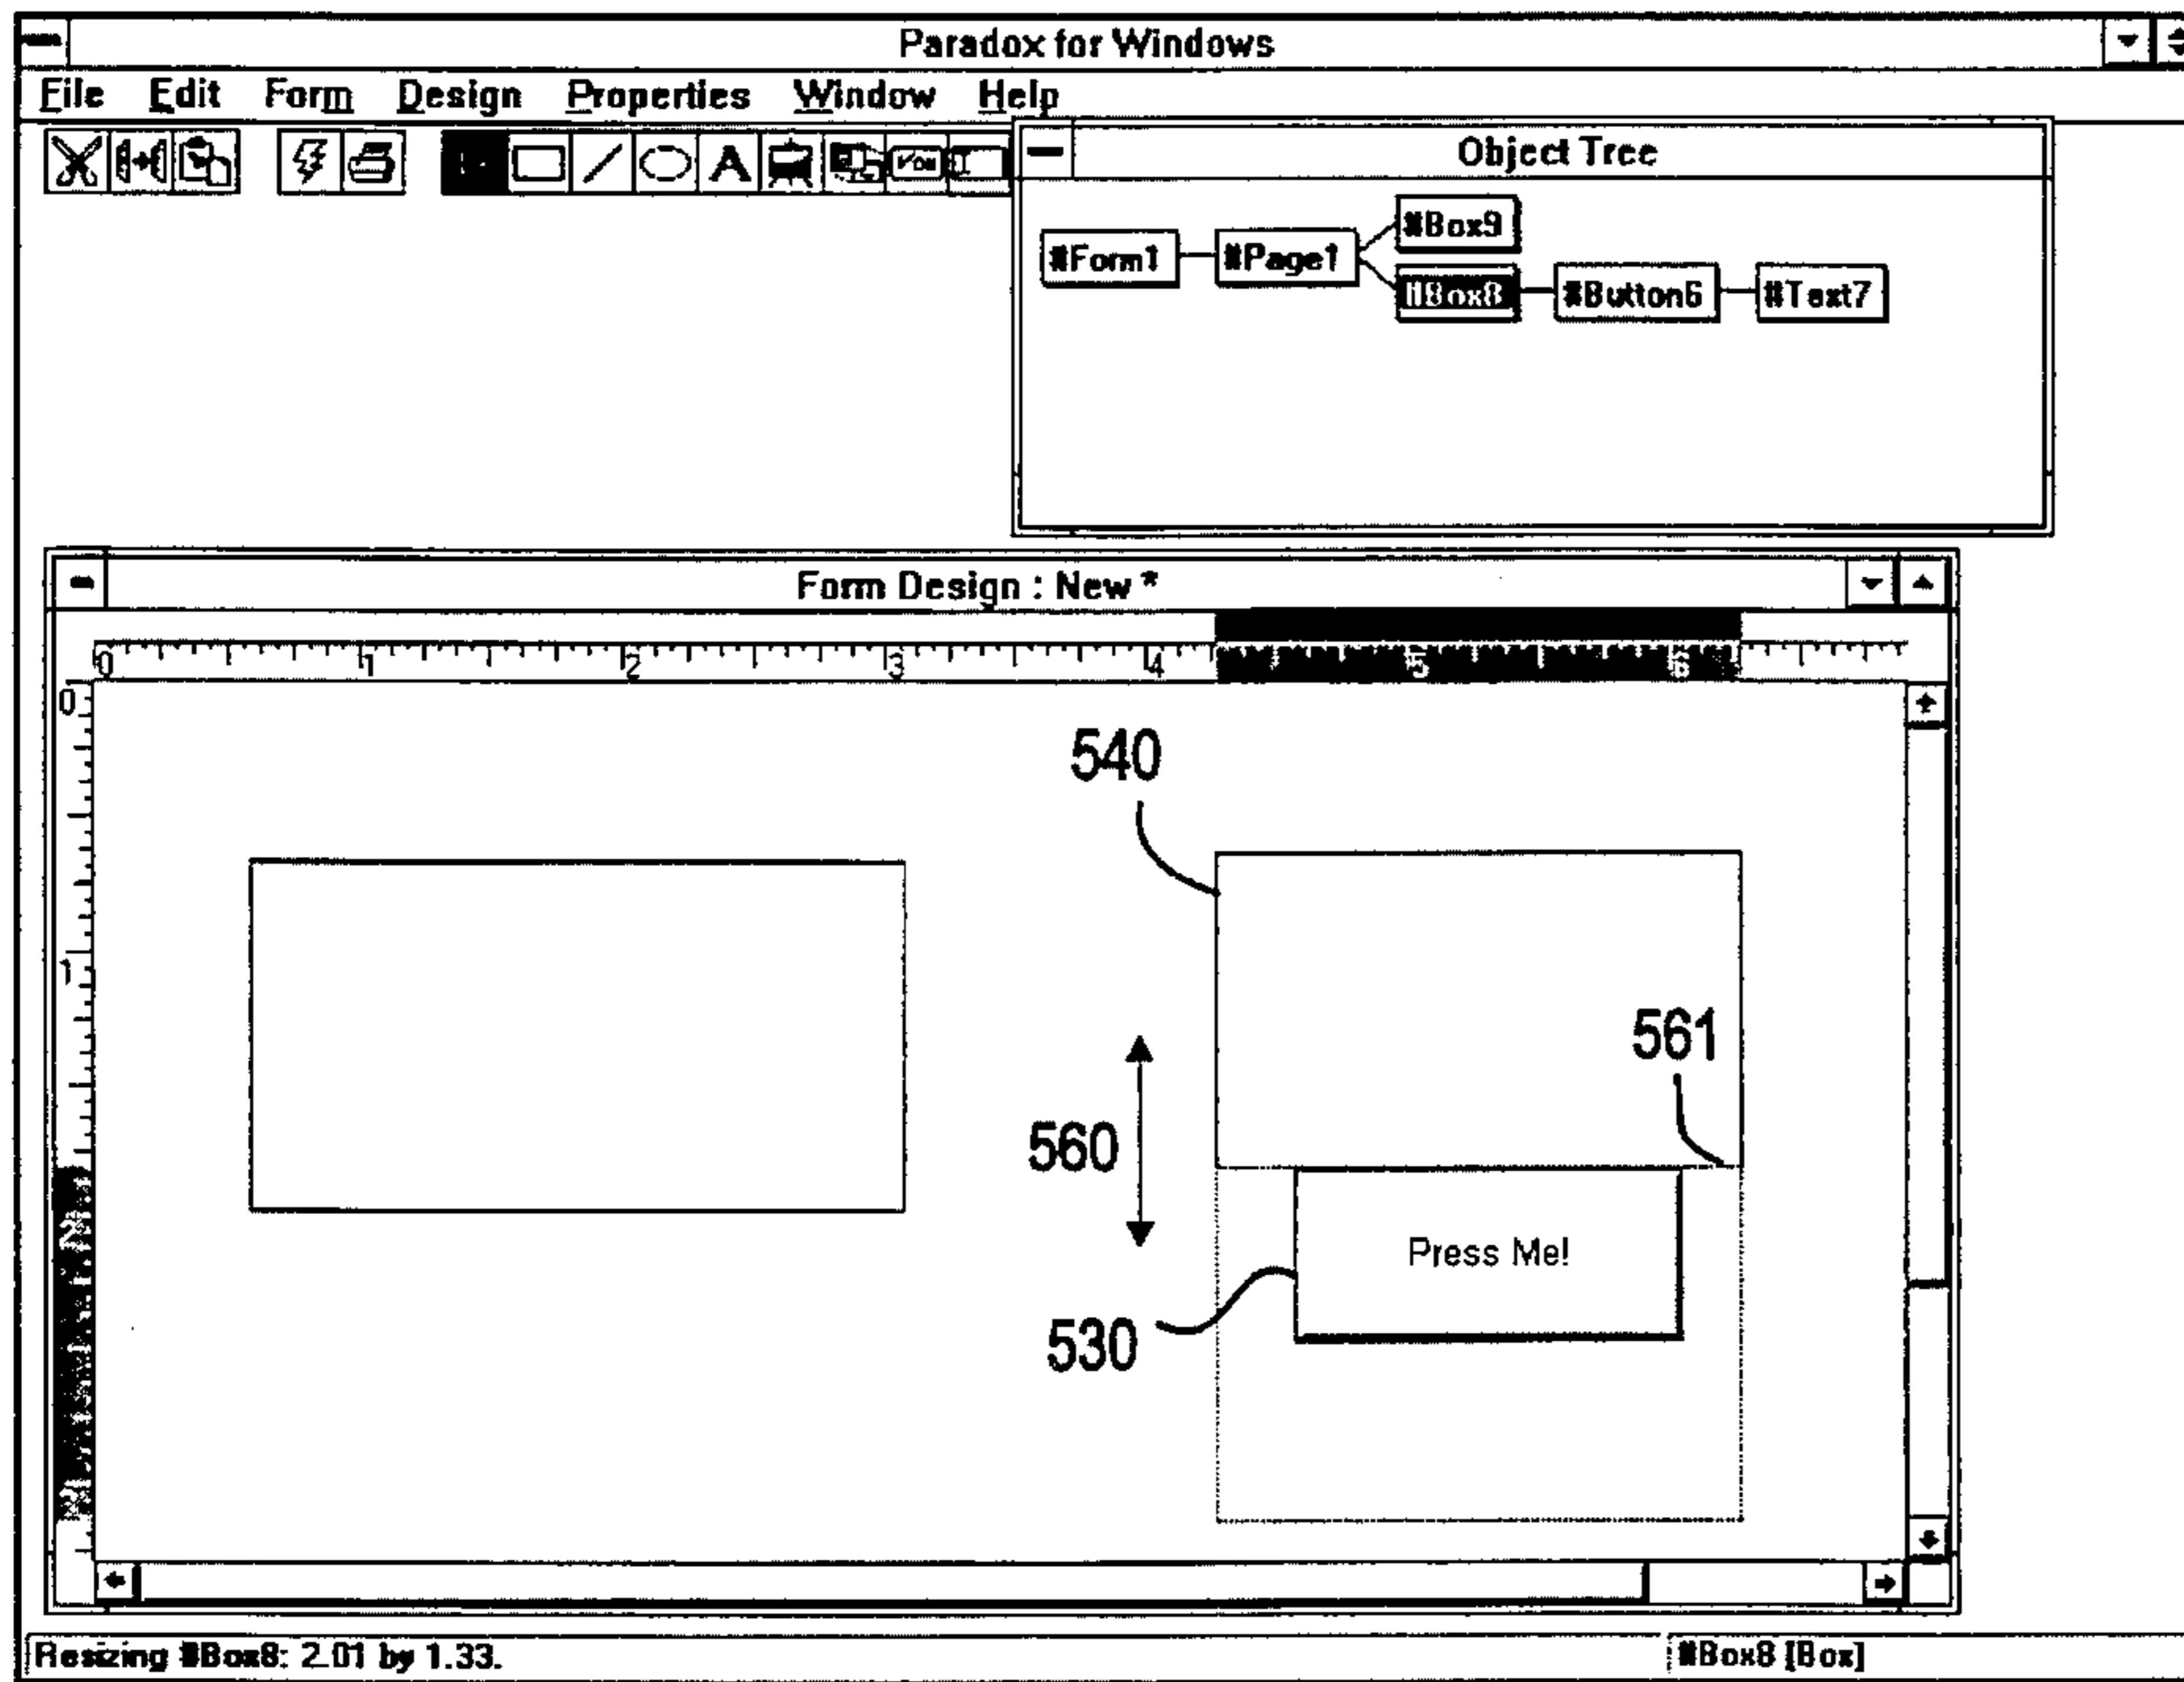 Paradox for Windows
File Edit Form Design Properties Window Help
A
Object Tree
#Box9
#Form1 #Page1
#Box8 #Button6 #Text7
Form Design : New *
0 1 2 3 4 5 6
0
540
1
561
560
2
Press Me!
530
Resizing #Box8: 2.01 by 1.33.
#Box8 [Box]